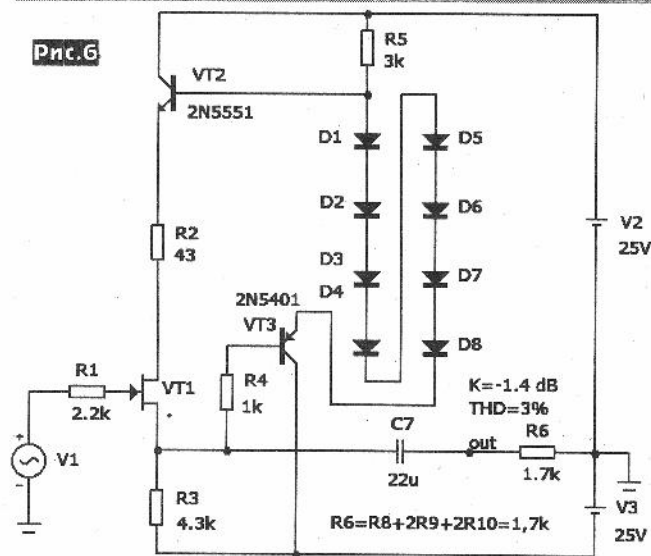 Рис.6
R5
3k
VT2
2N5551
D1
D5
D2
D6
R2
43
V2
25V
D3
D4
D7
2N5401
VT3
D8
R1
2.2k
VT1
R4
1k
K=-1.4 dB
THD=3%
C7
22u
out
R6
1.7k
+
V1
-
R3
4.3k
R6=R8+2R9+2R10=1,7k
V3
25V